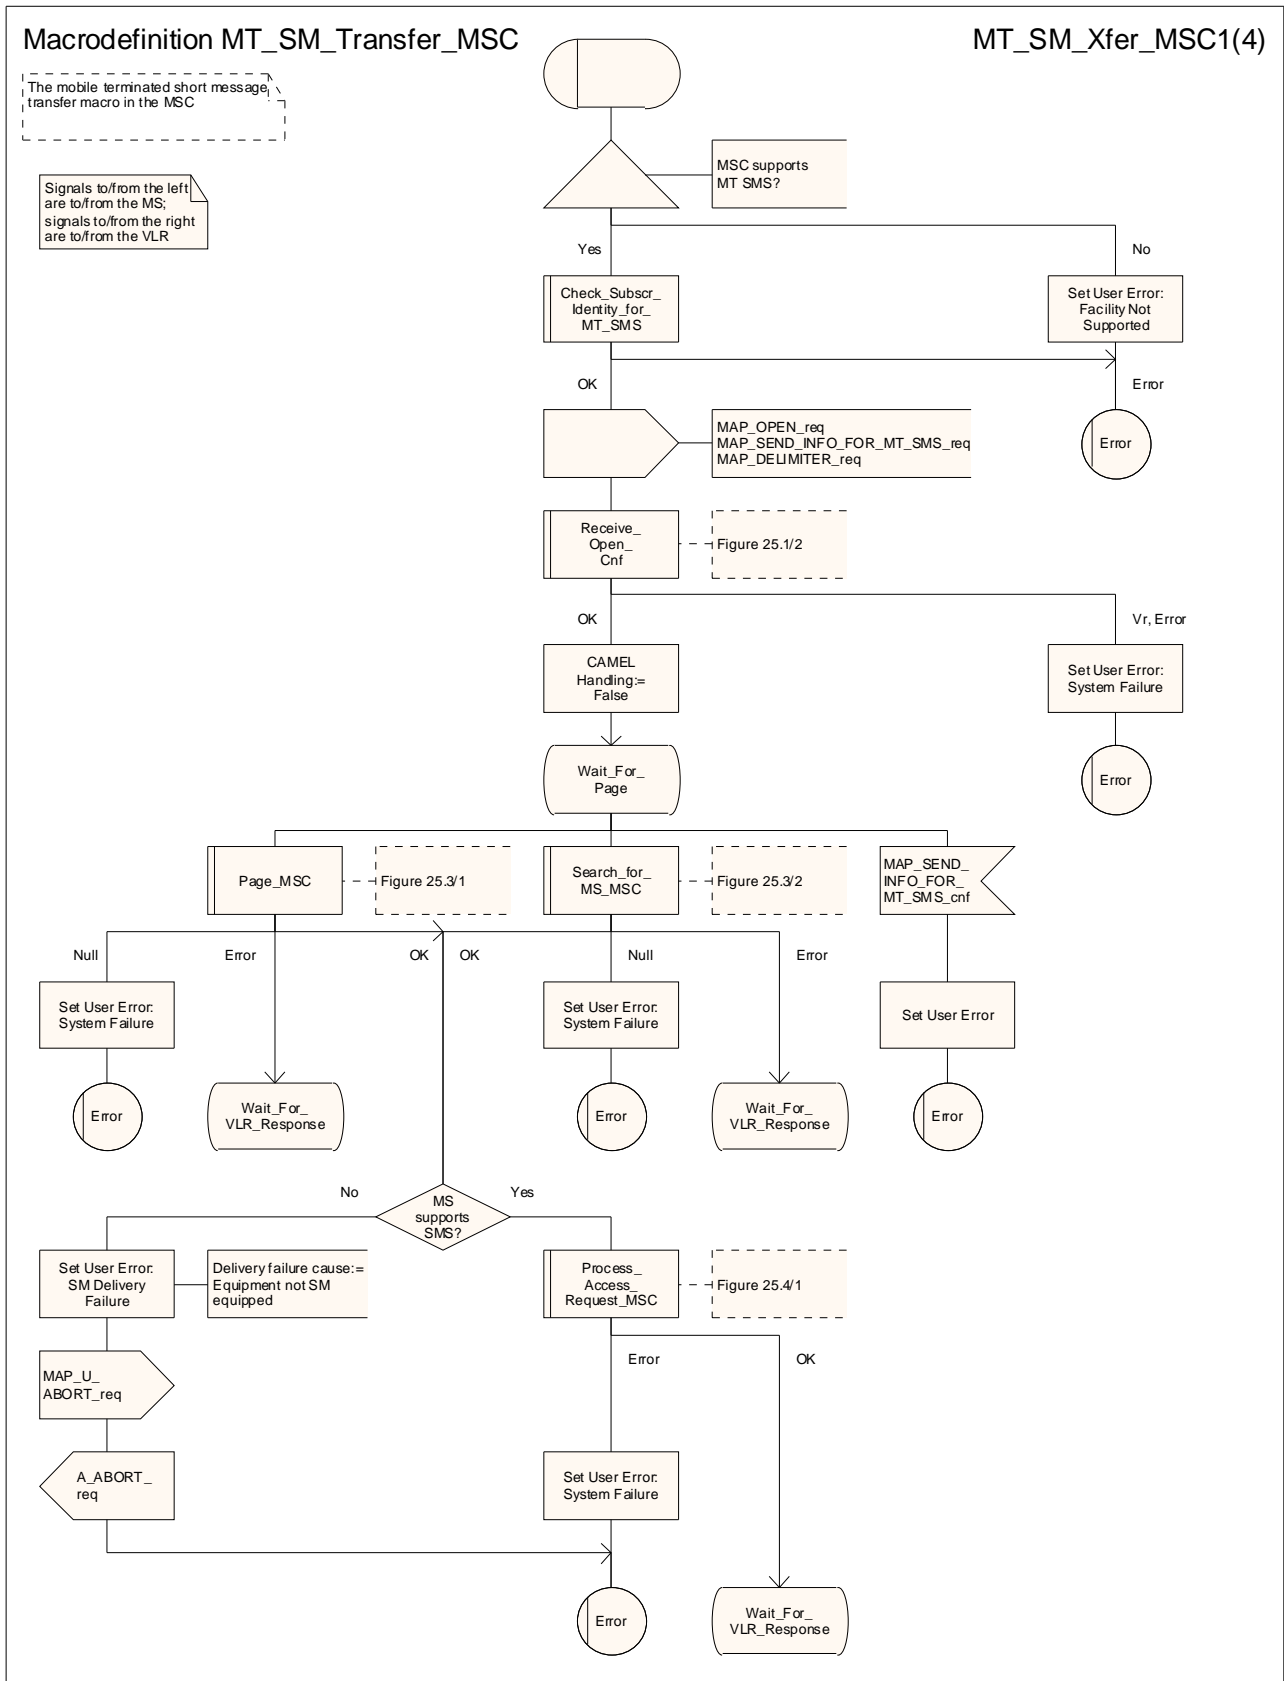 Macrodefinition MT_SM_Transfer_MSC
MT_SM_Xfer_MSC1(4)
The mobile terminated short message
transfer macro in the MSC
Signals to/from the left
are to/from the MS;
signals to/from the right
are to/from the VLR
MSC supports
MT SMS?
Yes
No
Check_Subscr_
Identity_for_
MT_SMS
Set User Error:
Facility Not
Supported
OK
Error
MAP_OPEN_req
MAP_SEND_INFO_FOR_MT_SMS_req
MAP_DELIMITER_req
Error
Receive_
Open_
Cnf
Figure 25.1/2
OK
Vr, Error
CAMEL
Handling:=
False
Set User Error:
System Failure
Wait_For_
Page
Error
Page_MSC
Figure 25.3/1
Search_for_
MS_MSC
Figure 25.3/2
MAP_SEND_
INFO_FOR_
MT_SMS_cnf
Null
Error
OK
OK
Null
Error
Set User Error:
System Failure
Set User Error:
System Failure
Set User Error
Error
Wait_For_
VLR_Response
Error
Wait_For_
VLR_Response
Error
No
MS
supports
SMS?
Yes
Set User Error:
SM Delivery
Failure
Delivery failure cause:=
Equipment not SM
equipped
Process_
Access_
Request_MSC
Figure 25.4/1
Error
OK
MAP_U_
ABORT_req
A_ABORT_
req
Set User Error:
System Failure
Error
Wait_For_
VLR_Response